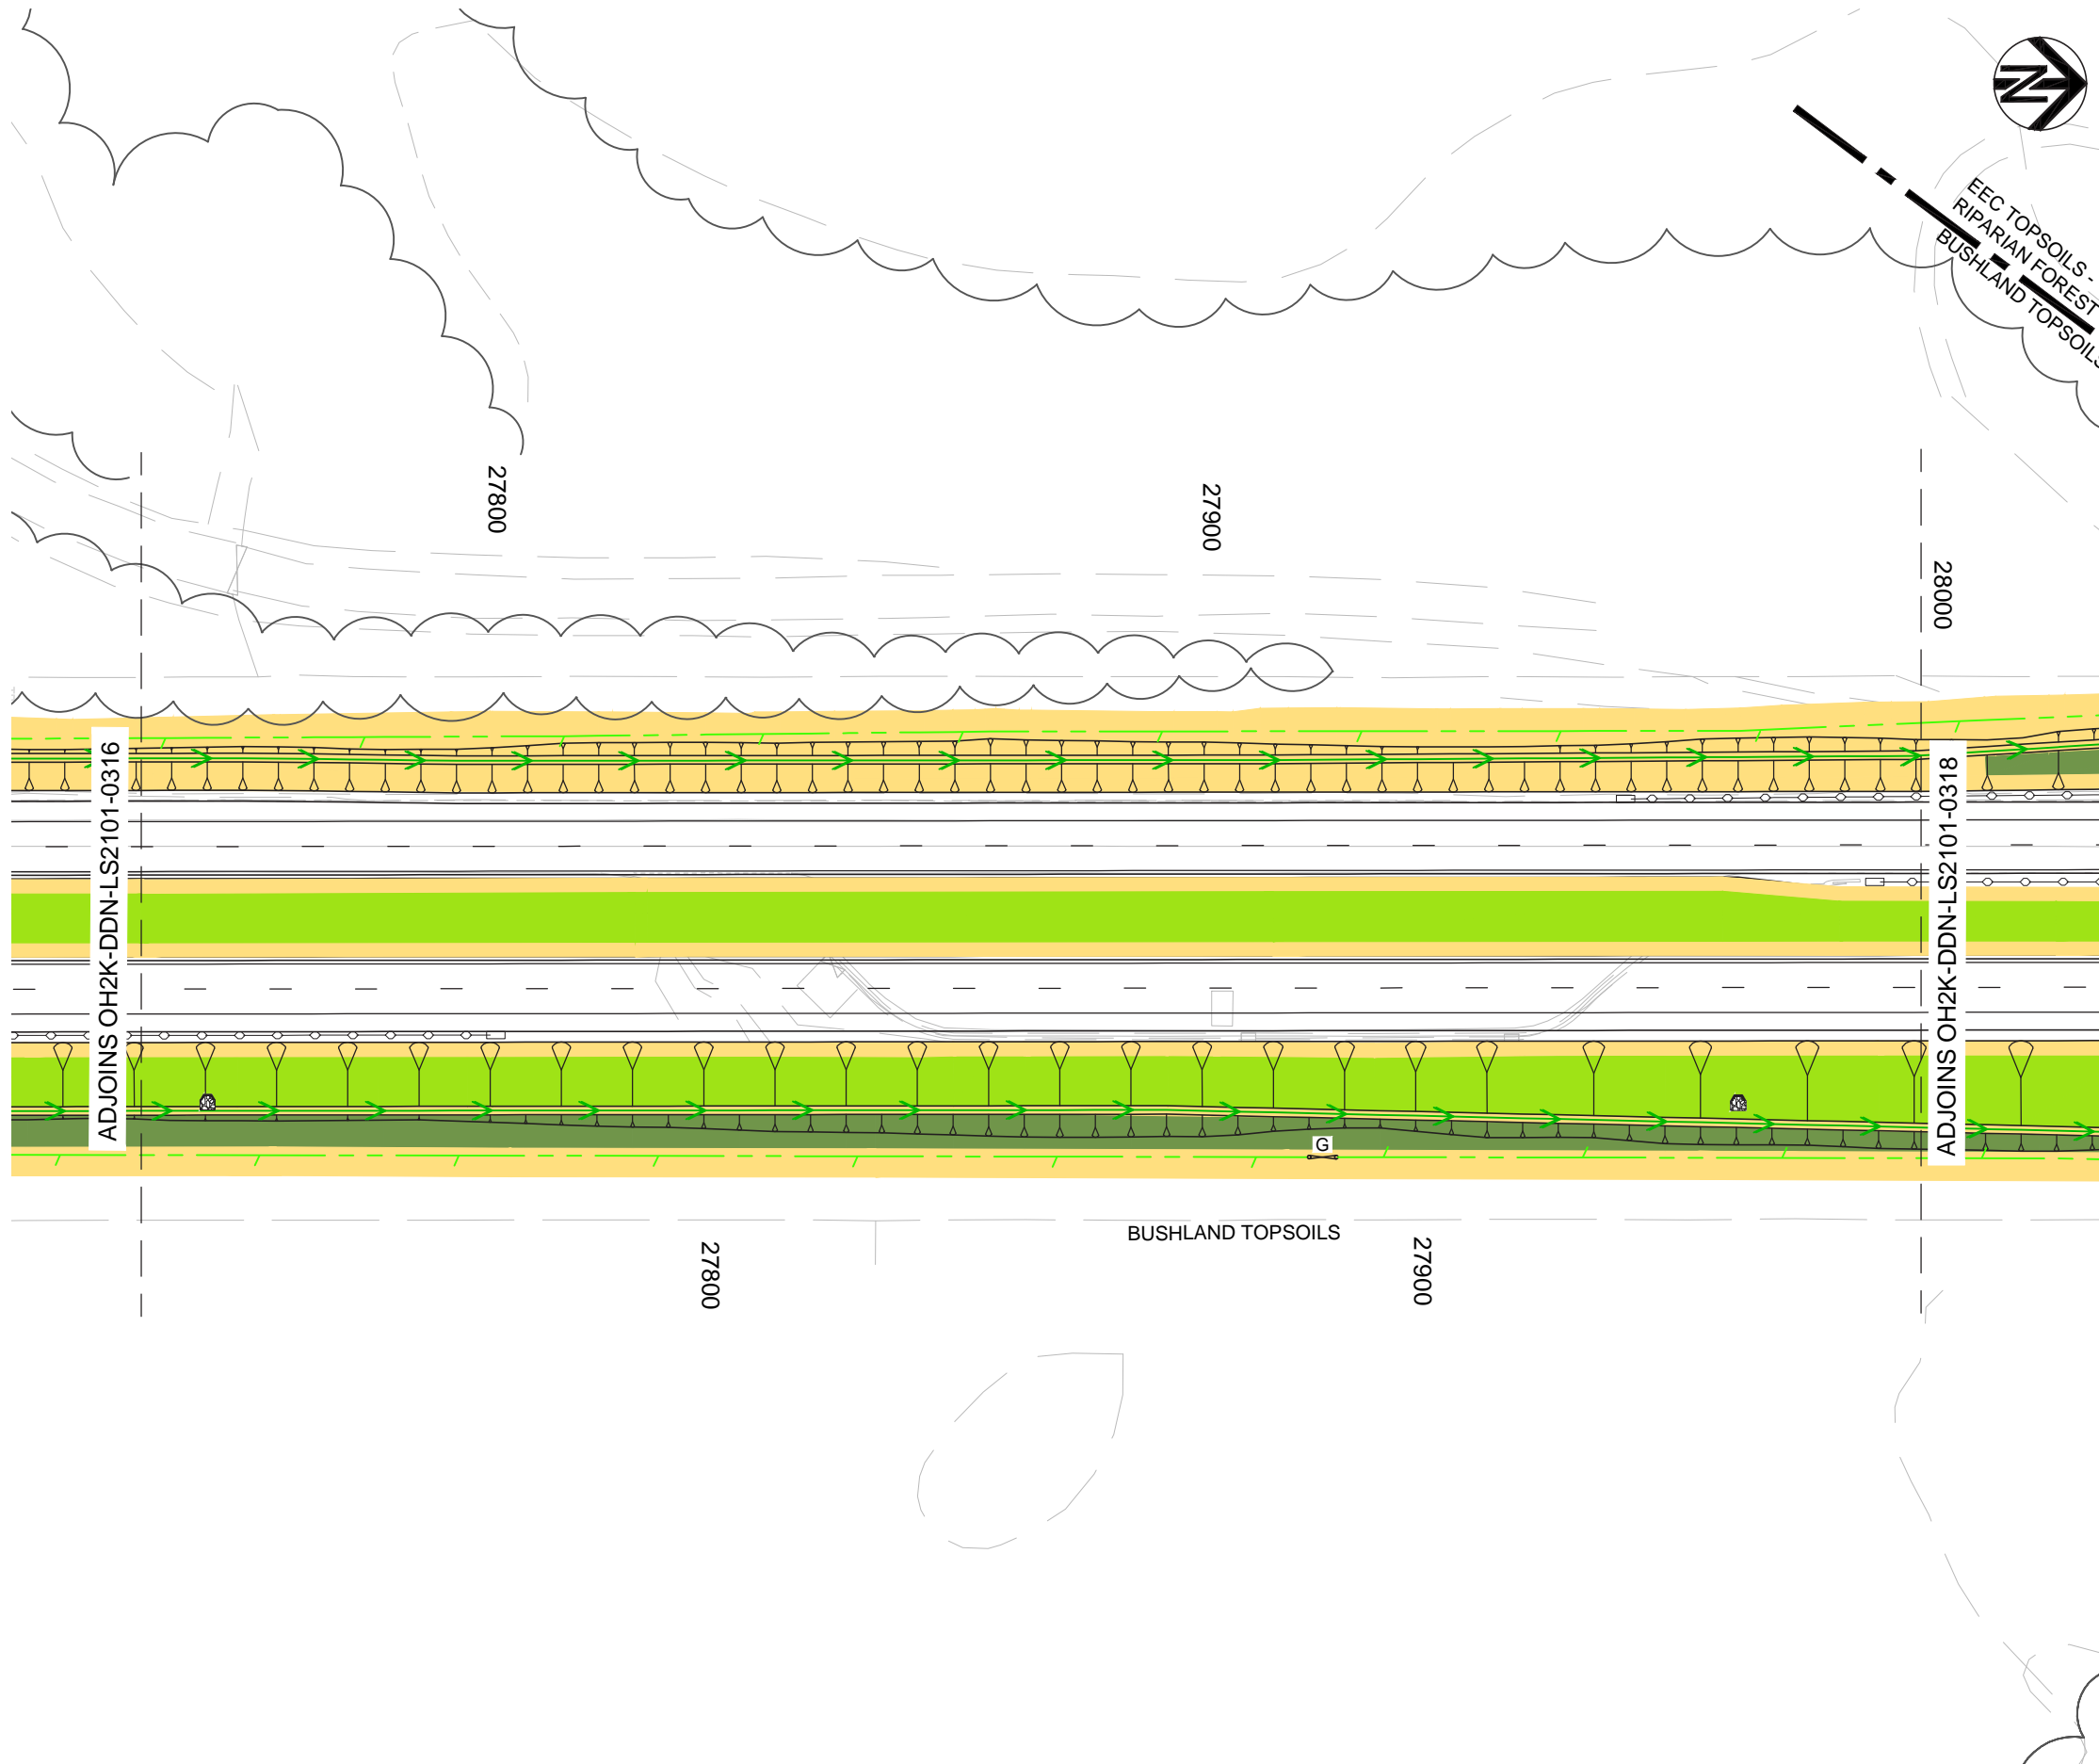 N
EEC TOPSOILS -
RIPARIAN FOREST
BUSHLAND TOPSOILS
27800
27900
28000
ADJOINS OH2K-DDN-LS2101-0316
ADJOINS OH2K-DDN-LS2101-0318
G
BUSHLAND TOPSOILS
27800
27900